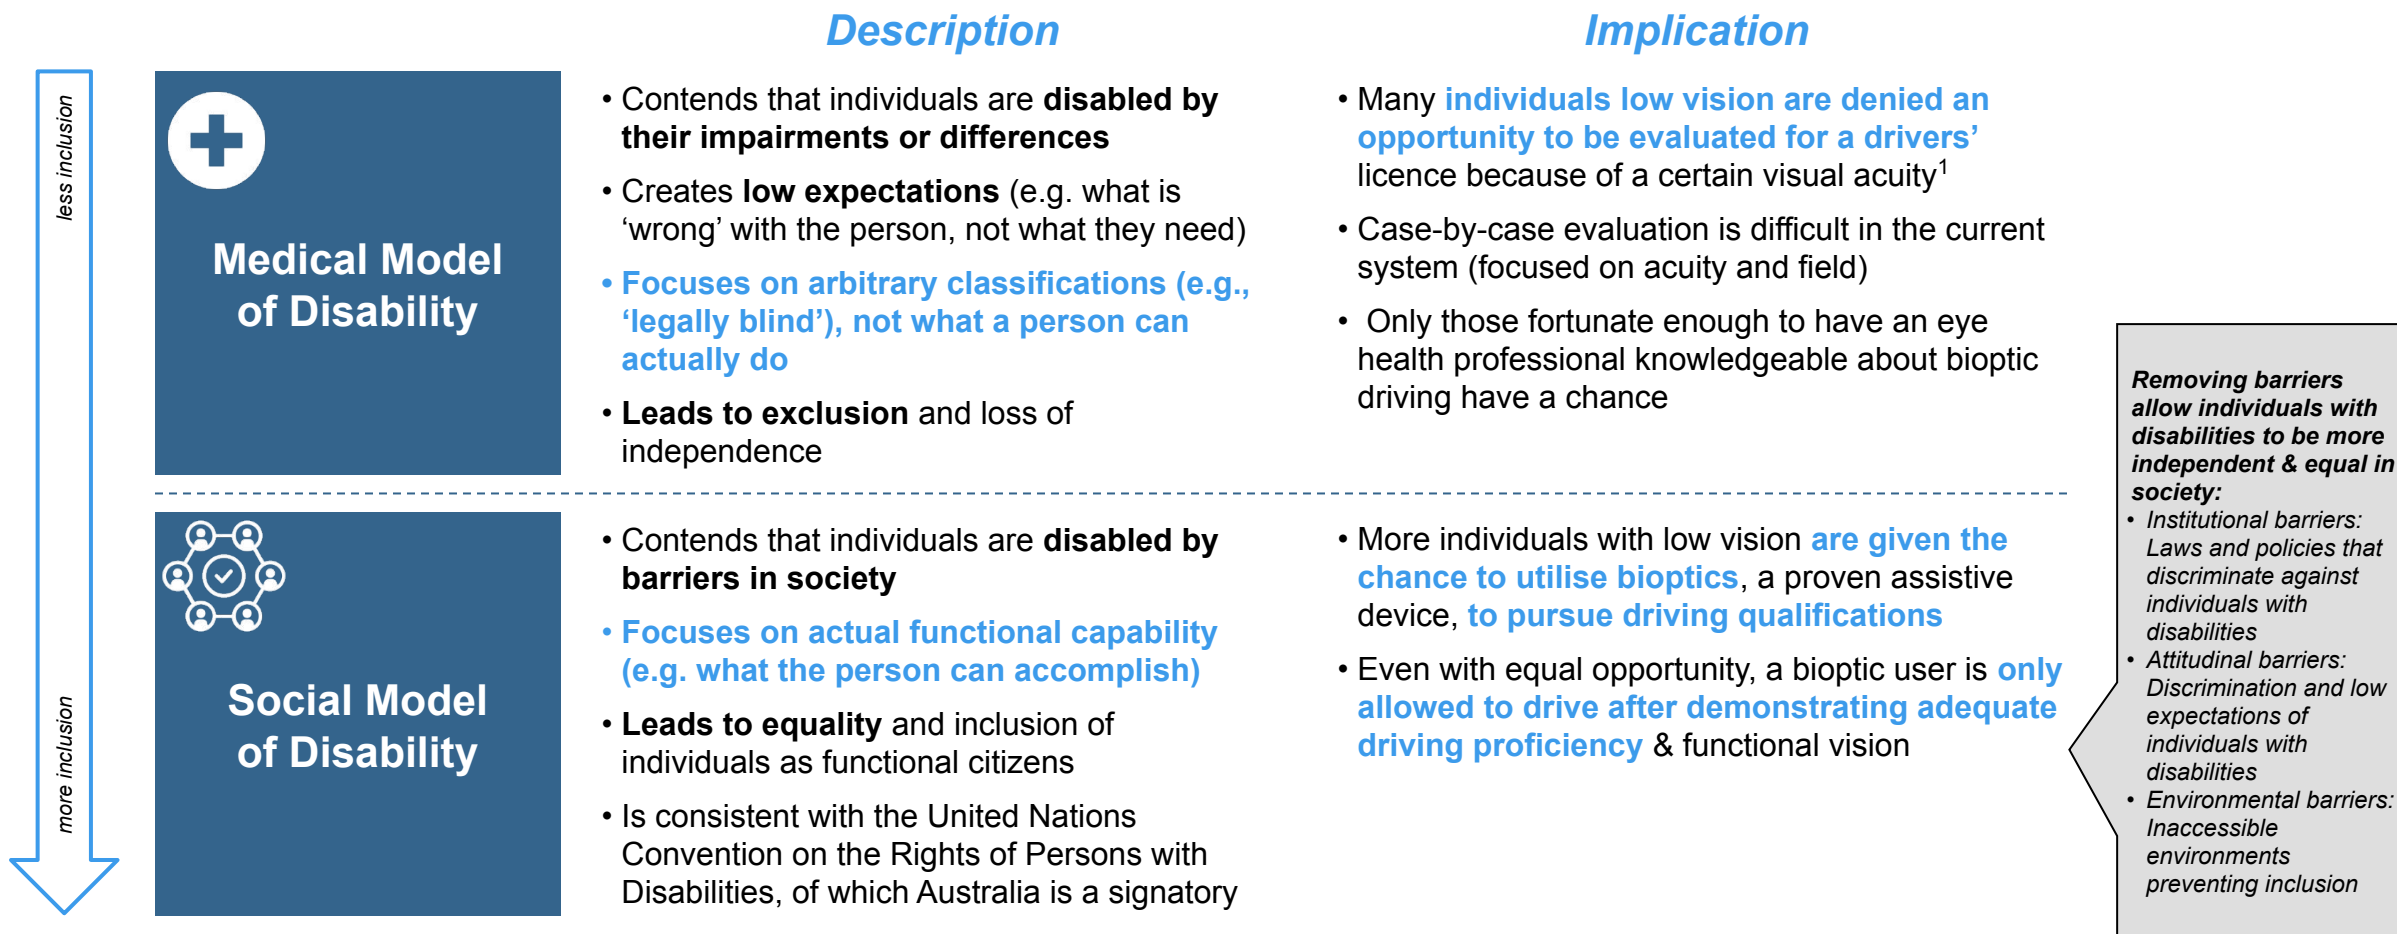 Description
Implication
less inclusion
more inclusion
Medical Model
of Disability
• Contends that individuals are disabled by
their impairments or differences
• Creates low expectations (e.g. what is
‘wrong’ with the person, not what they need)
• Focuses on arbitrary classifications (e.g.,
‘legally blind’), not what a person can
actually do
• Leads to exclusion and loss of
independence
• Many individuals low vision are denied an
opportunity to be evaluated for a drivers’
licence because of a certain visual acuity1
• Case-by-case evaluation is difficult in the current
system (focused on acuity and field)
• Only those fortunate enough to have an eye
health professional knowledgeable about bioptic
driving have a chance
Social Model
of Disability
• Contends that individuals are disabled by
barriers in society
• Focuses on actual functional capability
(e.g. what the person can accomplish)
• Leads to equality and inclusion of
individuals as functional citizens
• Is consistent with the United Nations
Convention on the Rights of Persons with
Disabilities, of which Australia is a signatory
• More individuals with low vision are given the
chance to utilise bioptics, a proven assistive
device, to pursue driving qualifications
• Even with equal opportunity, a bioptic user is only
allowed to drive after demonstrating adequate
driving proficiency & functional vision
Removing barriers
allow individuals with
disabilities to be more
independent & equal in
society:
• Institutional barriers:
Laws and policies that
discriminate against
individuals with
disabilities
• Attitudinal barriers:
Discrimination and low
expectations of
individuals with
disabilities
• Environmental barriers:
Inaccessible
environments
preventing inclusion